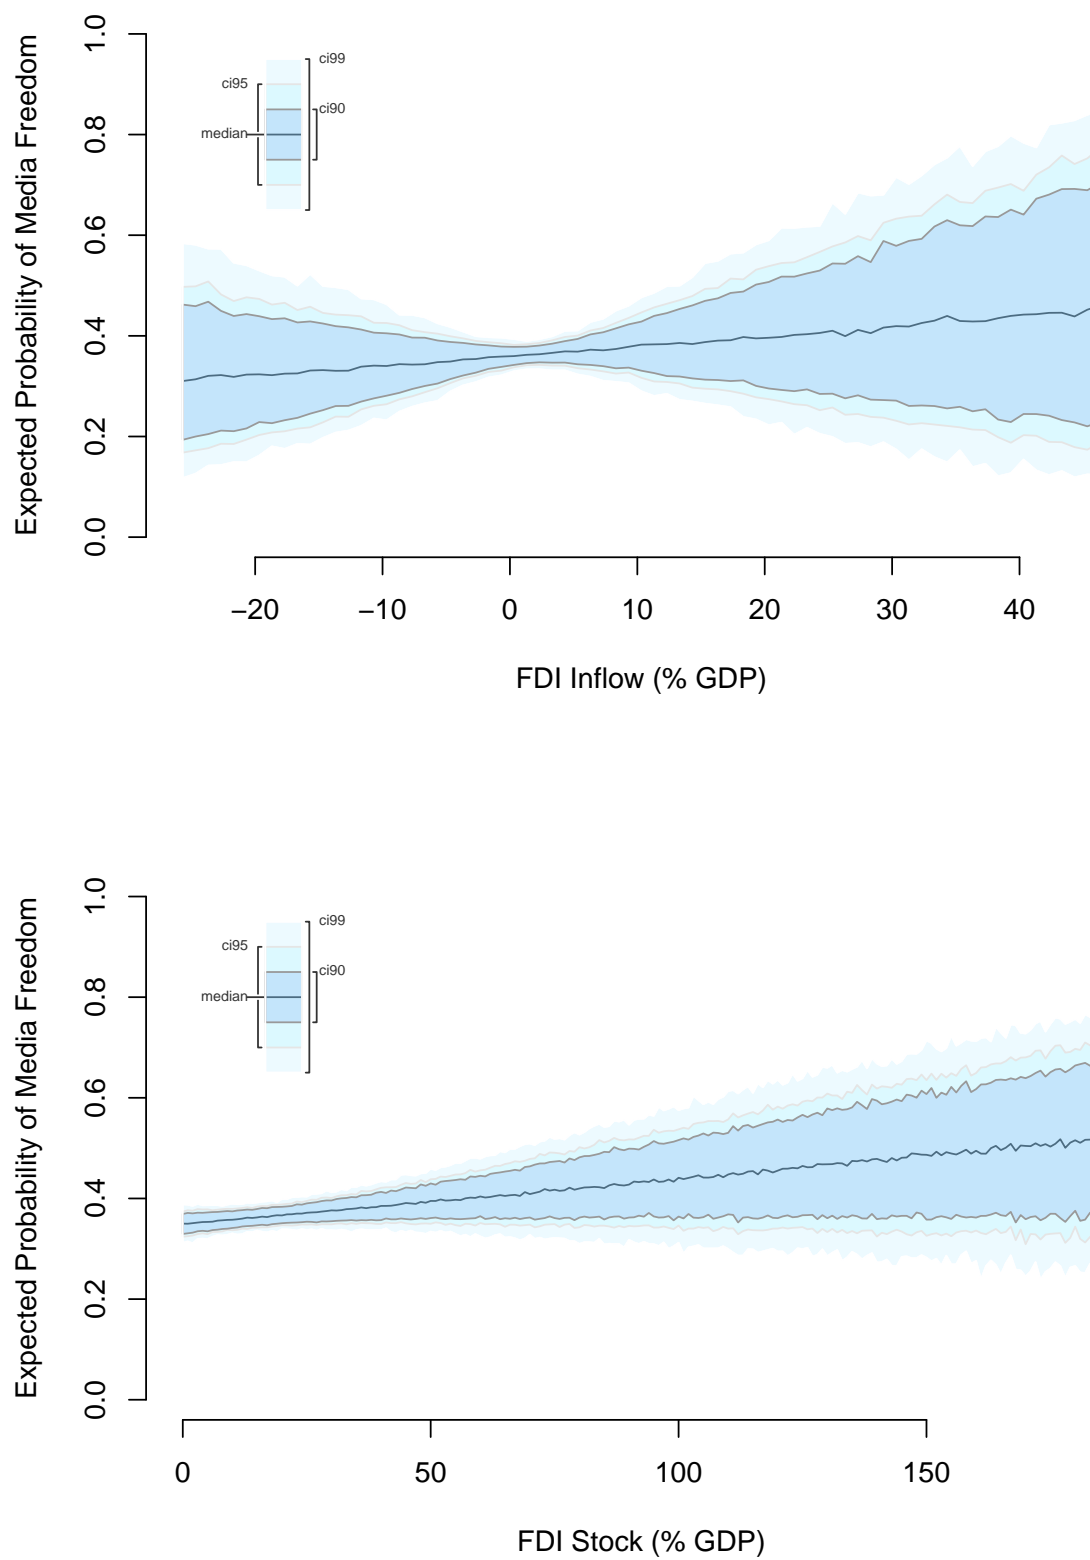 Expected Probability of Media Freedom
1.0
0.8
0.6
0.4
0.2
0.0
ci99
ci95
ci90
median
−20 −10 0 10 20 30 40
FDI Inflow (% GDP)
Expected Probability of Media Freedom
1.0
0.8
0.6
0.4
0.2
0.0
ci99
ci95
ci90
median
0 50 100 150
FDI Stock (% GDP)